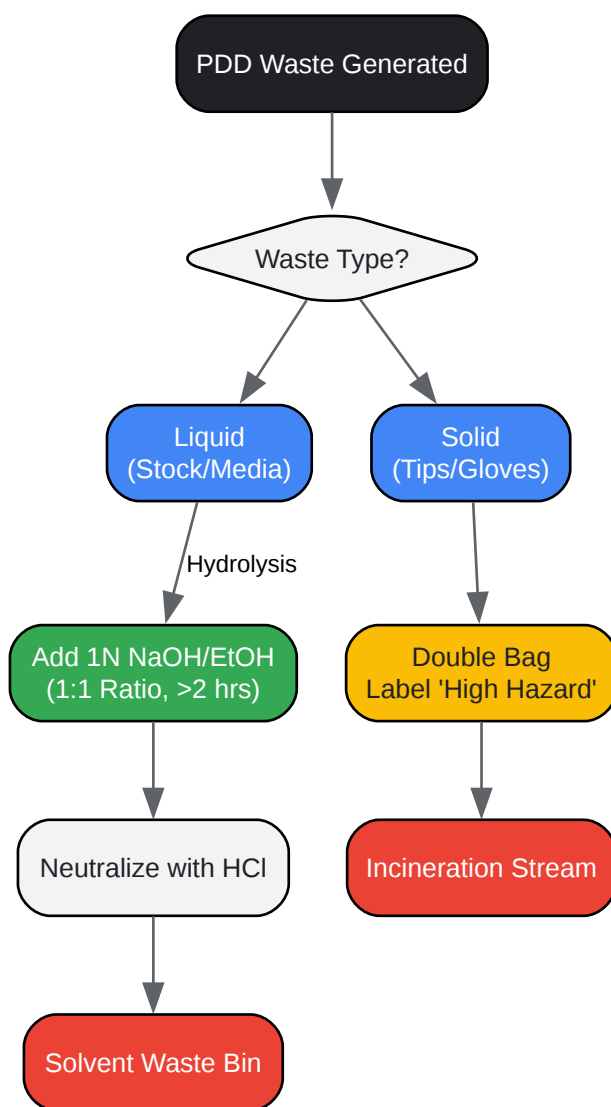 PDD Waste Generated
Waste Type?
Liquid
(Stock/Media)
Solid
(Tips/Gloves)
Hydrolysis
Add 1N NaOH/EtOH
(1:1 Ratio, >2 hrs)
Double Bag
Label 'High Hazard'
Neutralize with HCl
Incineration Stream
Solvent Waste Bin